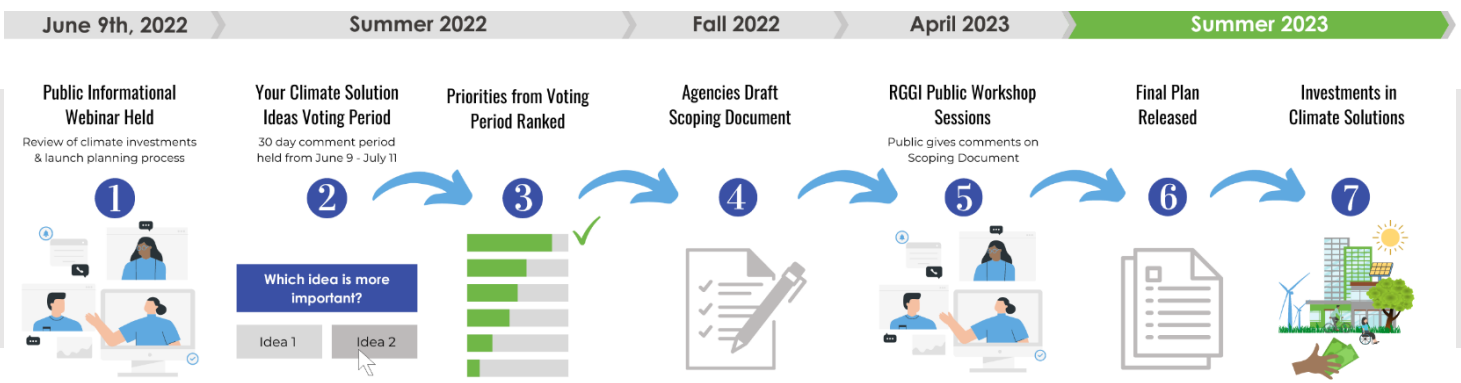 June 9th, 2022
Summer 2022
Fall 2022
April 2023
Summer 2023
Public Informational
Webinar Held
Review of climate investments
& launch planning process
1
Your Climate Solution
Ideas Voting Period
30 day comment period
held from June 9 - July 11
2
Which idea is more
important?
Idea 1
Idea 2
Priorities from Voting
Period Ranked
3
Agencies Draft
Scoping Document
4
RGGI Public Workshop
Sessions
Public gives comments on
Scoping Document
5
Final Plan
Released
6
Investments in
Climate Solutions
7